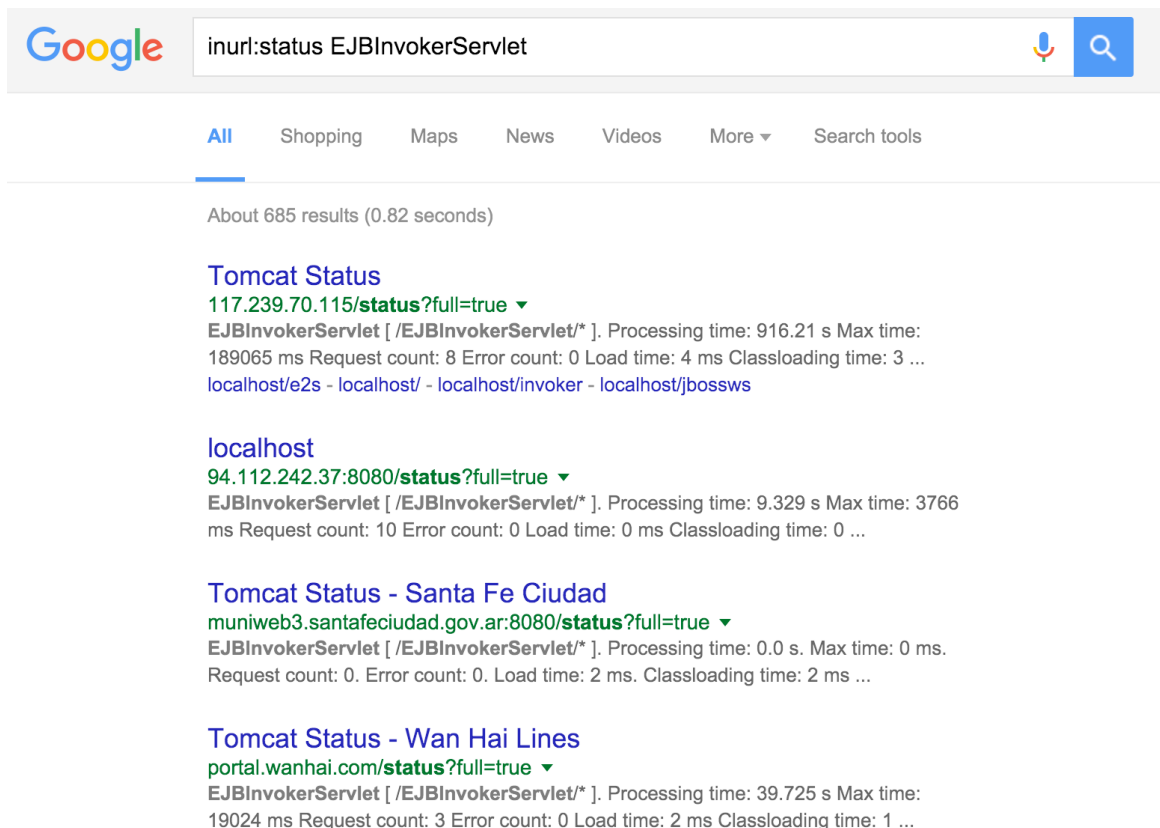 Google
inurl:status EJBInvokerServlet
All Shopping Maps News Videos More Search tools
About 685 results (0.82 seconds)
Tomcat Status
117.239.70.115/status?full=true
EJBInvokerServlet [ /EJBInvokerServlet/* ]. Processing time: 916.21 s Max time:
189065 ms Request count: 8 Error count: 0 Load time: 4 ms Classloading time: 3 ...
localhost/e2s - localhost/ - localhost/invoker - localhost/jbossws
localhost
94.112.242.37:8080/status?full=true
EJBInvokerServlet [ /EJBInvokerServlet/* ]. Processing time: 9.329 s Max time: 3766
ms Request count: 10 Error count: 0 Load time: 0 ms Classloading time: 0 ...
Tomcat Status - Santa Fe Ciudad
muniweb3.santafeciudad.gov.ar:8080/status?full=true
EJBInvokerServlet [ /EJBInvokerServlet/* ]. Processing time: 0.0 s. Max time: 0 ms.
Request count: 0. Error count: 0. Load time: 2 ms. Classloading time: 2 ms ...
Tomcat Status - Wan Hai Lines
portal.wanhai.com/status?full=true
EJBInvokerServlet [ /EJBInvokerServlet/* ]. Processing time: 39.725 s Max time:
19024 ms Request count: 3 Error count: 0 Load time: 2 ms Classloading time: 1 ...